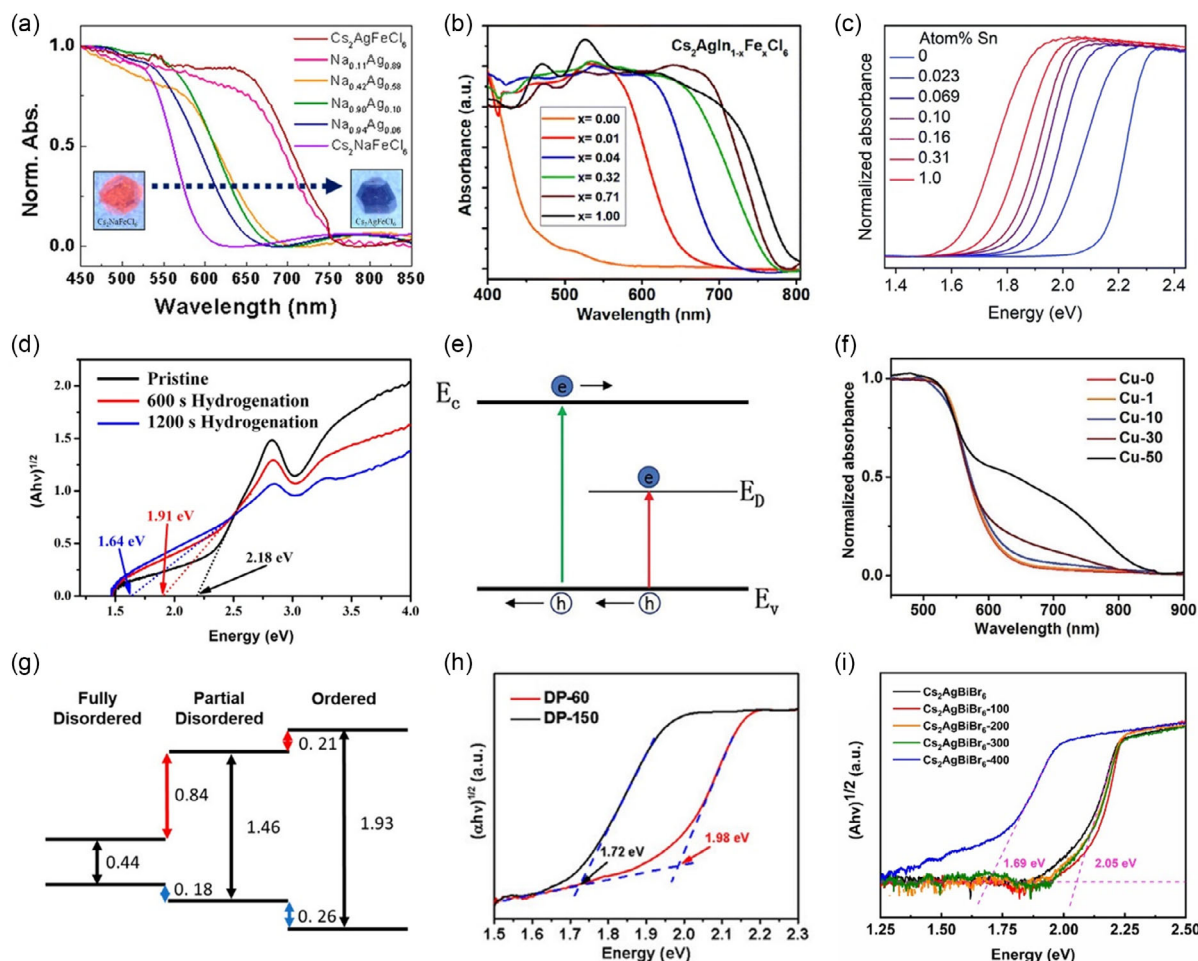 (a)
1.0
0.5
0.0
Norm. Abs.
Cs₂AgFeCl₆
Na₀.₁₁Ag₀.₈₉
Na₀.₄₂Ag₀.₅₈
Na₀.₉₀Ag₀.₁₀
Na₀.₉₄Ag₀.₀₆
Cs₂NaFeCl₆
Cs₂NaFeCl₆
Cs₂AgFeCl₆
450 500 550 600 650 700 750 800 850
Wavelength (nm)
(b)
Cs₂AgIn₁₋ₓFeₓCl₆
Absorbance (a.u.)
x= 0.00
x= 0.01
x= 0.04
x= 0.32
x= 0.71
x= 1.00
400 500 600 700 800
Wavelength (nm)
(c)
Normalized absorbance
Atom% Sn
0
0.023
0.069
0.10
0.16
0.31
1.0
1.4 1.6 1.8 2.0 2.2 2.4
Energy (eV)
(d)
(Ahν)¹/²
2.0
1.5
1.0
0.5
0.0
Pristine
600 s Hydrogenation
1200 s Hydrogenation
1.91 eV
1.64 eV
2.18 eV
1.5 2.0 2.5 3.0 3.5 4.0
Energy (eV)
(e)
e
E_c
e
E_D
E_v
h h
(f)
Normalized absorbance
1.0
0.5
0.0
Cu-0
Cu-1
Cu-10
Cu-30
Cu-50
500 600 700 800 900
Wavelength (nm)
(g)
Fully
Disordered
Partial
Disordered
Ordered
0. 21
0.84
1.46
1.93
0.44
0.18
0. 26
(h)
(αhν)¹/² (a.u.)
DP-60
DP-150
1.72 eV
1.98 eV
1.5 1.6 1.7 1.8 1.9 2.0 2.1 2.2 2.3
Energy (eV)
(i)
(Ahν)¹/² (a.u.)
Cs₂AgBiBr₆
Cs₂AgBiBr₆-100
Cs₂AgBiBr₆-200
Cs₂AgBiBr₆-300
Cs₂AgBiBr₆-400
1.69 eV
2.05 eV
1.25 1.50 1.75 2.00 2.25 2.50
Energy (eV)